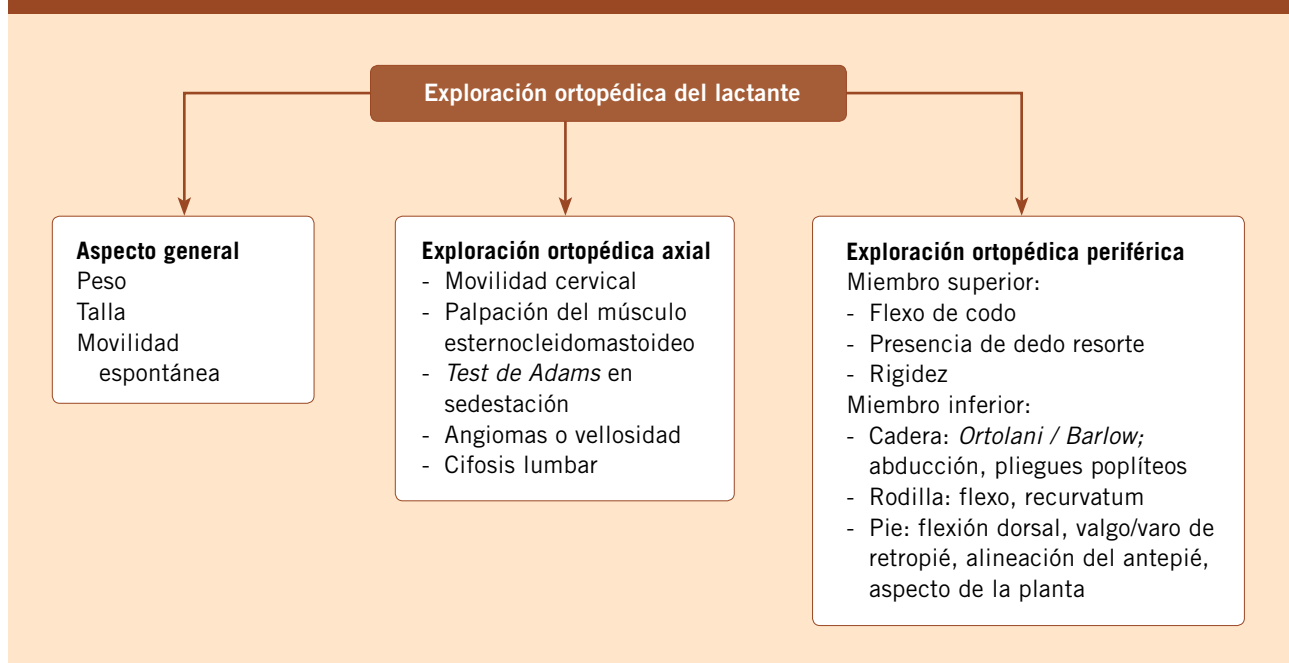 Exploración ortopédica del lactante
Aspecto general
Peso
Talla
Movilidad
espontánea
Exploración ortopédica axial
- Movilidad cervical
- Palpación del músculo
esternocleidomastoideo
- Test de Adams en
sedestación
- Angiomas o vellosidad
- Cifosis lumbar
Exploración ortopédica periférica
Miembro superior:
- Flexo de codo
- Presencia de dedo resorte
- Rigidez
Miembro inferior:
- Cadera: Ortolani / Barlow;
abducción, pliegues poplíteos
- Rodilla: flexo, recurvatum
- Pie: flexión dorsal, valgo/varo de
retropié, alineación del antepié,
aspecto de la planta